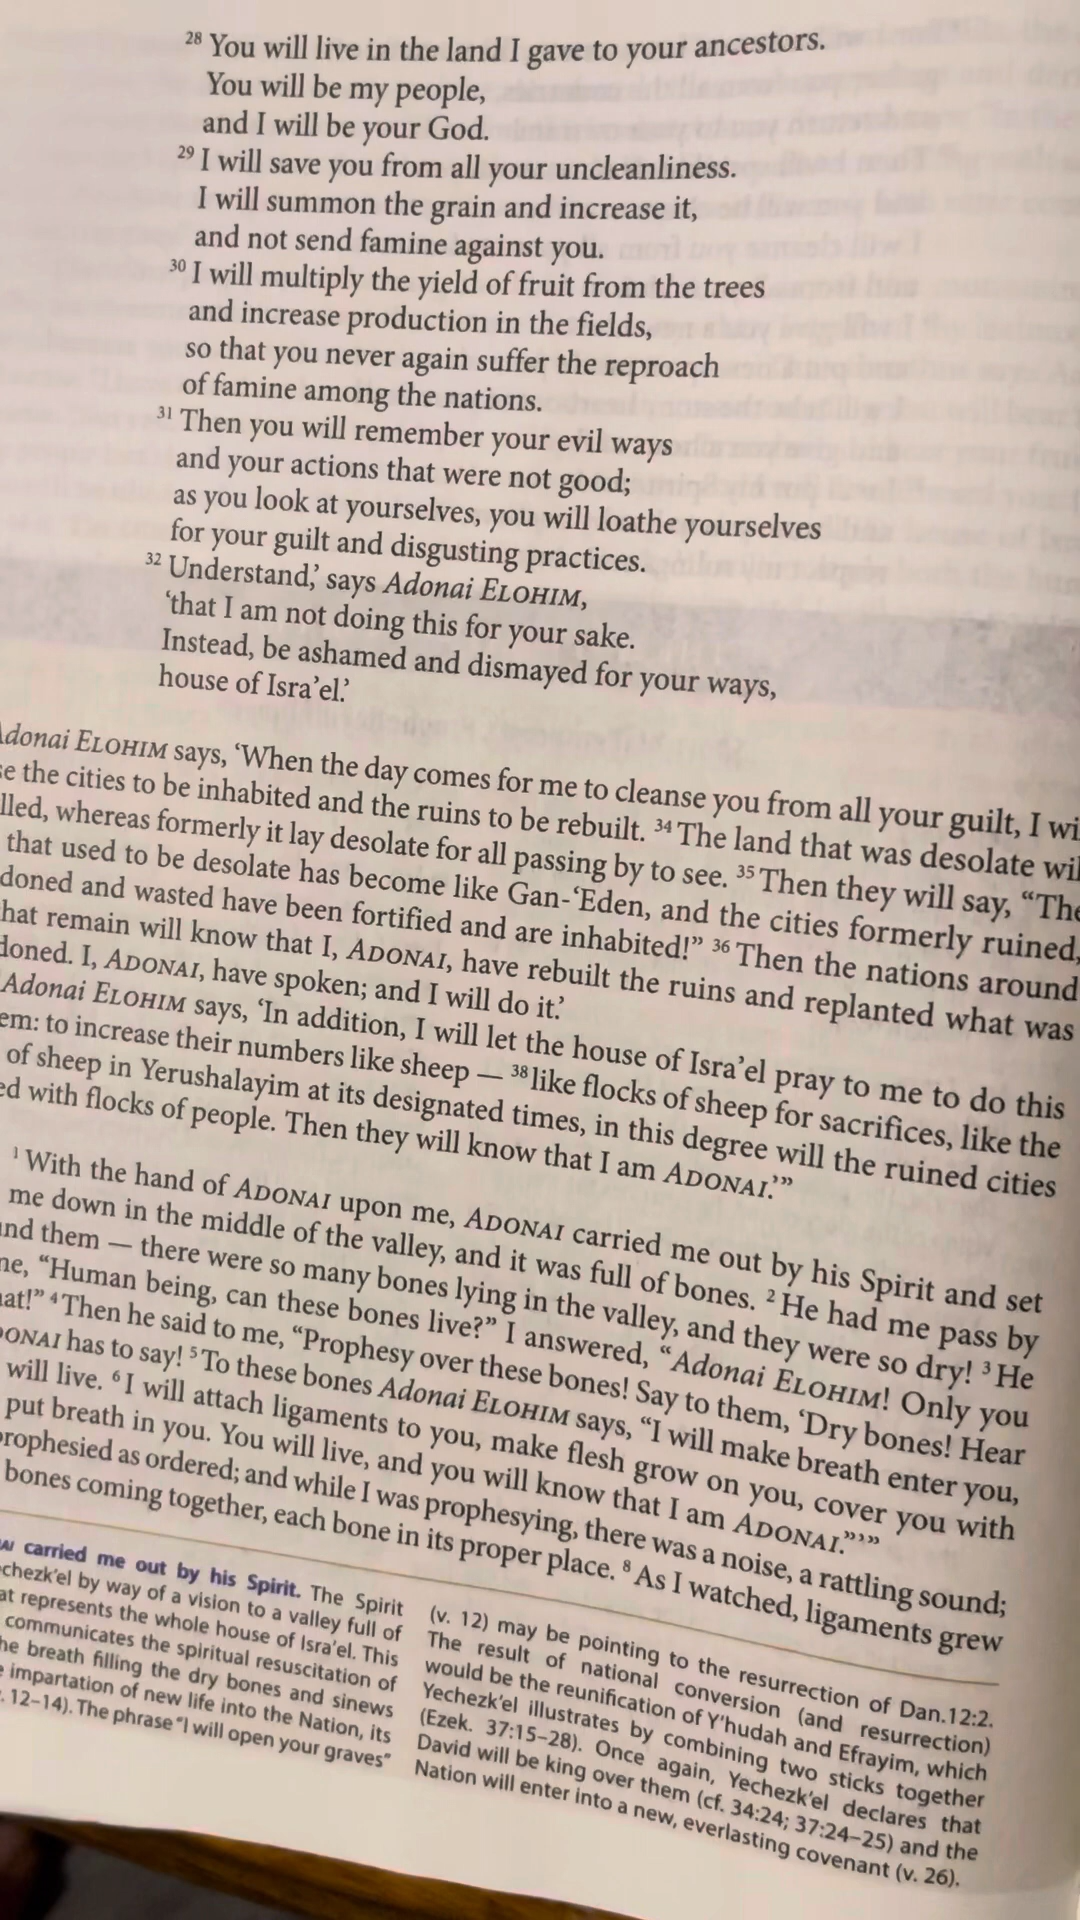 28 You will live in the land I gave to your ancestors.
You will be my people,
and I will be your God.
29 I will save you from all your uncleanliness.
I will summon the grain and increase it,
and not send famine against you.
30 I will multiply the yield of fruit from the trees
and increase production in the fields,
so that you never again suffer the reproach
of famine among the nations.
31 Then you will remember your evil ways
and your actions that were not good;
as you look at yourselves, you will loathe yourselves
for your guilt and disgusting practices.
32 Understand,' says Adonai ELOHIM,
'that I am not doing this for your sake.
Instead, be ashamed and dismayed for your ways,
house of Isra'el.'
Adonai ELOHIM says, 'When the day comes for me to cleanse you from all your guilt, I
the cities to be inhabited and the ruins to be rebuilt. 34 The land that was desolate
whereas formerly it lay desolate for all passing by to see. 35 Then they will say, "The
that used to be desolate has become like Gan-'Eden, and the cities formerly ruined,
and wasted have been fortified and are inhabited!" 36 Then the nations around
that remain will know that I, ADONAI, have rebuilt the ruins and replanted what was
I, ADONAI, have spoken; and I will do it.'
Adonai ELOHIM says, 'In addition, I will let the house of Isra'el pray to me to do this
to increase their numbers like sheep — 38 like flocks of sheep for sacrifices, like the
of sheep in Yerushalayim at its designated times, in this degree will the ruined cities
with flocks of people. Then they will know that I am ADONAI.'"
1 With the hand of ADONAI upon me, ADONAI carried me out by his Spirit and set
me down in the middle of the valley, and it was full of bones. 2 He had me pass by
them — there were so many bones lying in the valley, and they were so dry! 3 He
"Human being, can these bones live?" I answered, "Adonai ELOHIM! Only you
4 Then he said to me, "Prophesy over these bones! Say to them, 'Dry bones! Hear
has to say! 5 To these bones Adonai ELOHIM says, "I will make breath enter you,
will live. 6 I will attach ligaments to you, make flesh grow on you, cover you with
put breath in you. You will live, and you will know that I am ADONAI."'"
prophesied as ordered; and while I was prophesying, there was a noise, a rattling sound;
bones coming together, each bone in its proper place. 8 As I watched, ligaments grew
carried me out by his Spirit. The Spirit
by way of a vision to a valley full of
represents the whole house of Isra'el. This
communicates the spiritual resuscitation of
breath filling the dry bones and sinews
impartation of new life into the Nation, its
12–14). The phrase "I will open your graves"
(v. 12) may be pointing to the resurrection of Dan.12:2.
The result of national conversion (and resurrection)
would be the reunification of Y'hudah and Efrayim, which
Yechezk'el illustrates by combining two sticks together
(Ezek. 37:15–28). Once again, Yechezk'el declares that
David will be king over them (cf. 34:24; 37:24–25) and the
Nation will enter into a new, everlasting covenant (v. 26).